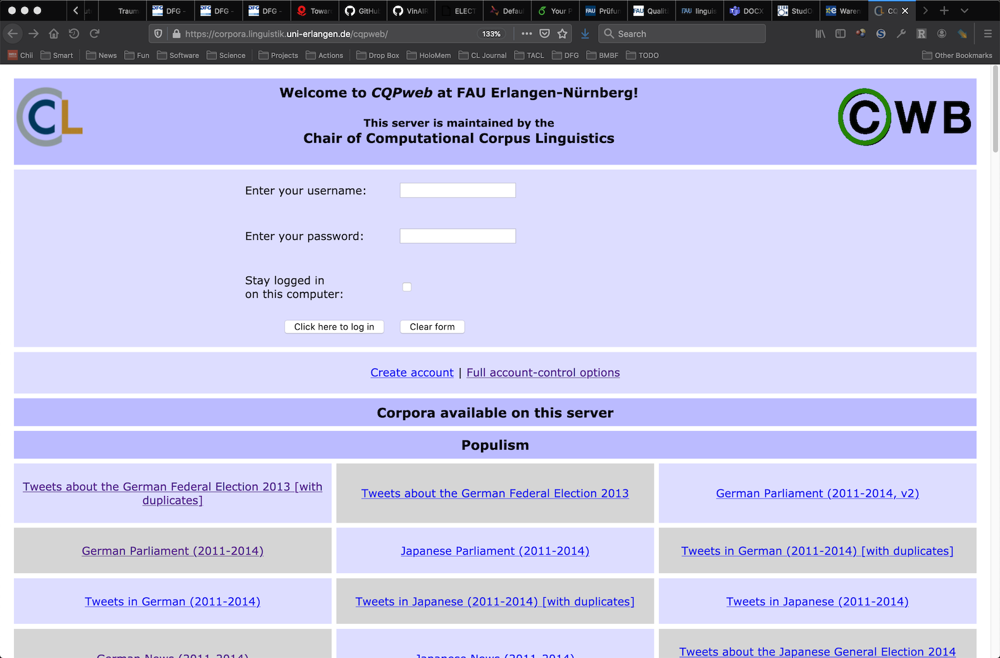 Traum
DFG -
DFG -
DFG -
Towar
GitHub
VinAIR
ELECT
Defaul
Your P
FAU Prüfun
FAU Qualit
FAU linguis
DOCX
StudO
Waren
CQ
https://corpora.linguistik.uni-erlangen.de/cqpweb/
133%
Search
Chii Smart News Fun Software Science Projects Actions Drop Box HoloMem CL Journal TACL DFG BMBF TODO Other Bookmarks
CL
Welcome to CQPweb at FAU Erlangen-Nürnberg!
This server is maintained by the
Chair of Computational Corpus Linguistics
CWB
Enter your username:
Enter your password:
Stay logged in
on this computer:
Click here to log in Clear form
Create account | Full account-control options
Corpora available on this server
Populism
Tweets about the German Federal Election 2013 [with
duplicates]
Tweets about the German Federal Election 2013
German Parliament (2011-2014, v2)
German Parliament (2011-2014)
Japanese Parliament (2011-2014)
Tweets in German (2011-2014) [with duplicates]
Tweets in German (2011-2014)
Tweets in Japanese (2011-2014) [with duplicates]
Tweets in Japanese (2011-2014)
German News (2011-2014)
Japanese News (2011-2014)
Tweets about the Japanese General Election 2014